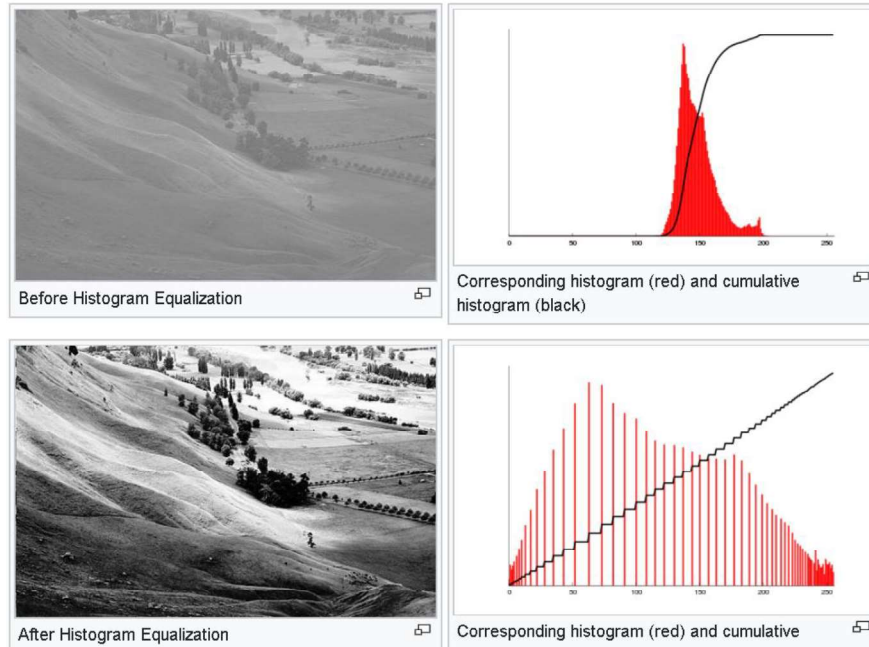 0 50 100 150 200 250
Before Histogram Equalization
Corresponding histogram (red) and cumulative
histogram (black)
0 50 100 150 200 250
After Histogram Equalization
Corresponding histogram (red) and cumulative